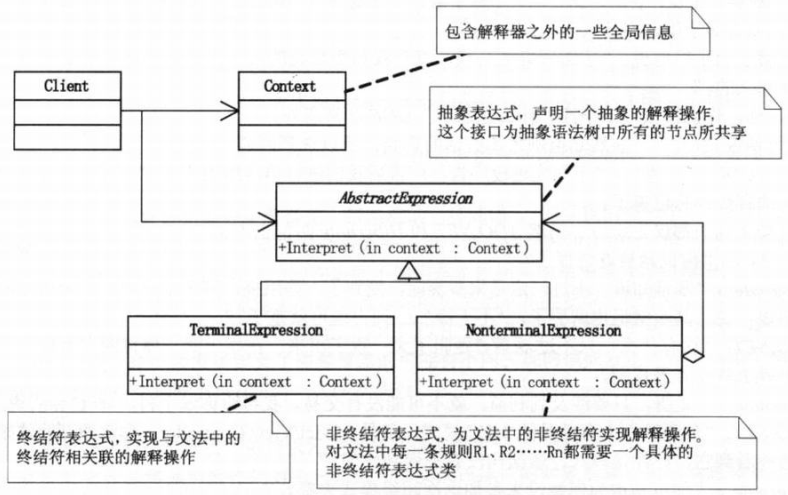 包含解释器之外的一些全局信息
Client
Context
抽象表达式，声明一个抽象的解释操作，
这个接口为抽象语法树中所有的节点所共享
AbstractExpression
+Interpret(in context : Context)
TerminalExpression
NonterminalExpression
+Interpret(in context : Context)
+Interpret(in context : Context)
终结符表达式，实现与文法中的
终结符相关联的解释操作
非终结符表达式，为文法中的非终结符实现解释操作。
对文法中每一条规则R1、R2……Rn都需要一个具体的
非终结符表达式类